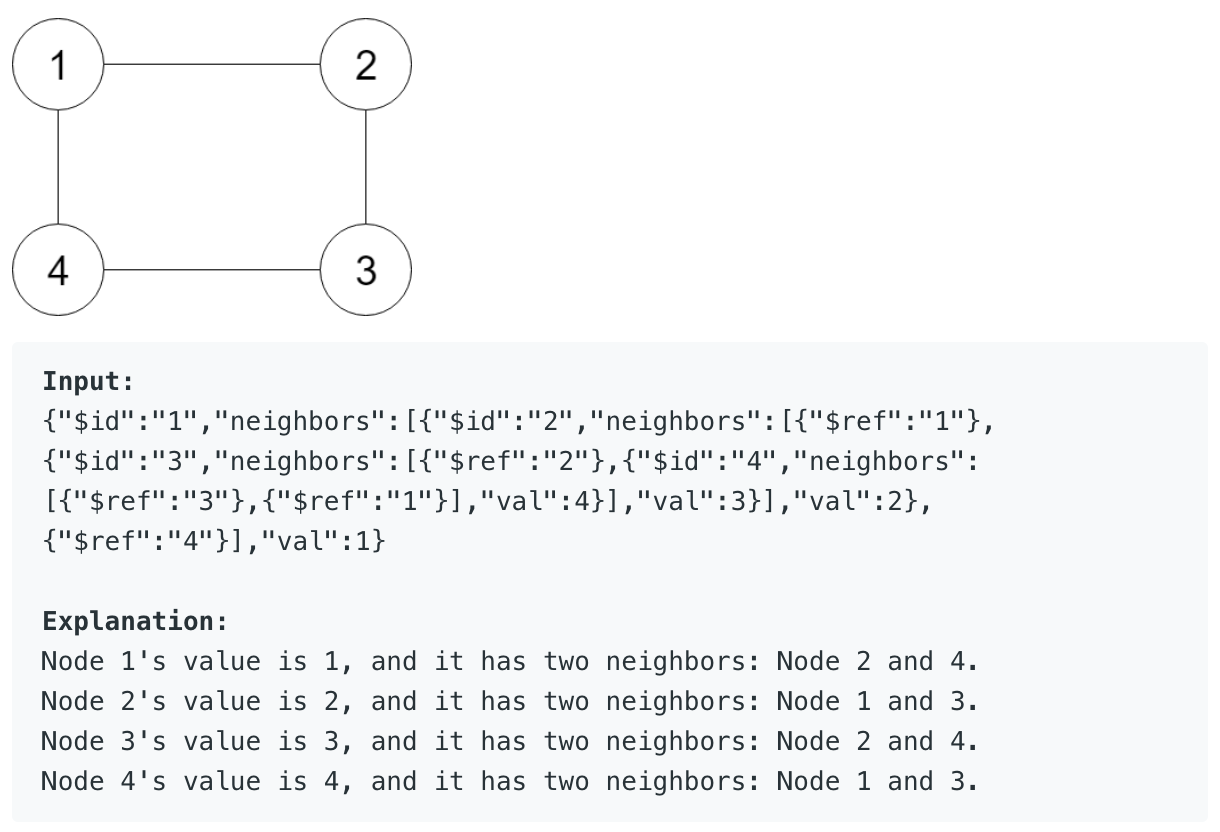 1 2
4 3
Input:
{"$id":"1","neighbors":[{"$id":"2","neighbors":[{"$ref":"1"},
{"$id":"3","neighbors":[{"$ref":"2"},{"$id":"4","neighbors":
[{"$ref":"3"},{"$ref":"1"}],"val":4}],"val":3}],"val":2},
{"$ref":"4"}],"val":1}
Explanation:
Node 1's value is 1, and it has two neighbors: Node 2 and 4.
Node 2's value is 2, and it has two neighbors: Node 1 and 3.
Node 3's value is 3, and it has two neighbors: Node 2 and 4.
Node 4's value is 4, and it has two neighbors: Node 1 and 3.